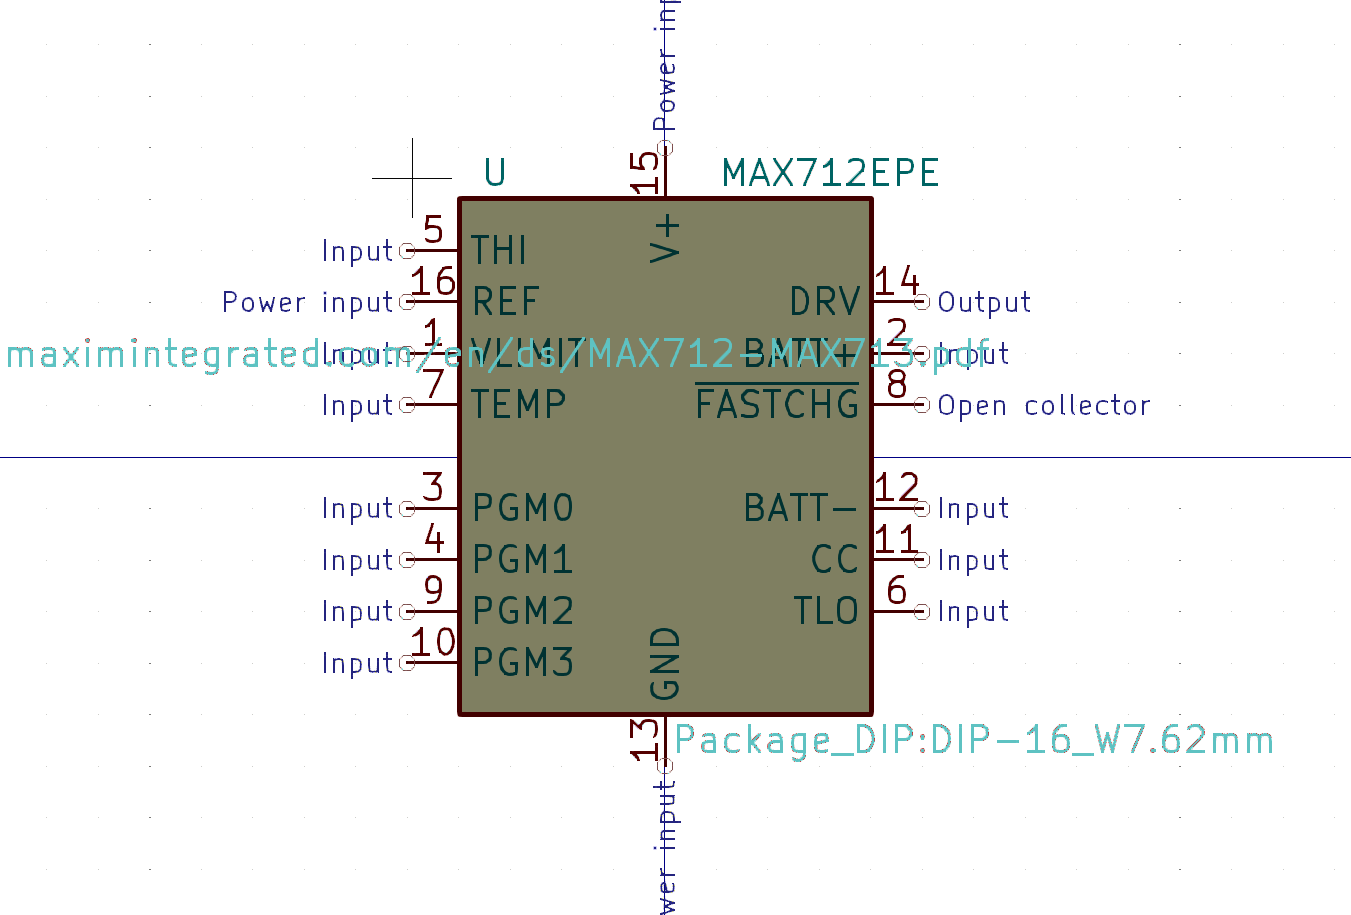 Power inp
15
U
MAX712EPE
V+
Input 5 THI
Power input 16 REF
DRV 14 Output
Input 1 VLIMIT
BATT+ 2 Input
maximintegrated.com/en/ds/MAX712-MAX713.pdf
Input 7 TEMP
FASTCHG 8 Open collector
Input 3 PGM0
BATT- 12 Input
Input 4 PGM1
CC 11 Input
Input 9 PGM2
TLO 6 Input
Input 10 PGM3
GND
13
Package_DIP:DIP-16_W7.62mm
wer input